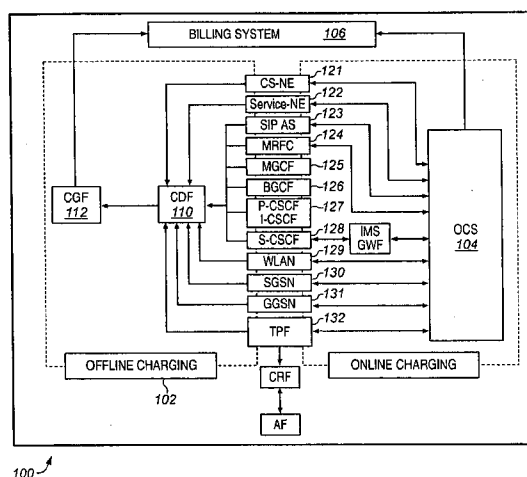 BILLING SYSTEM 106
CS-NE 121
Service-NE 122
SIP AS 123
MRFC 124
MGCF 125
BGCF 126
P-CSCF 127
I-CSCF
S-CSCF 128
WLAN 129
SGSN 130
GGSN 131
TPF 132
CGF
112
CDF
110
IMS
GWF
OCS
104
OFFLINE CHARGING
102
ONLINE CHARGING
CRF
AF
100